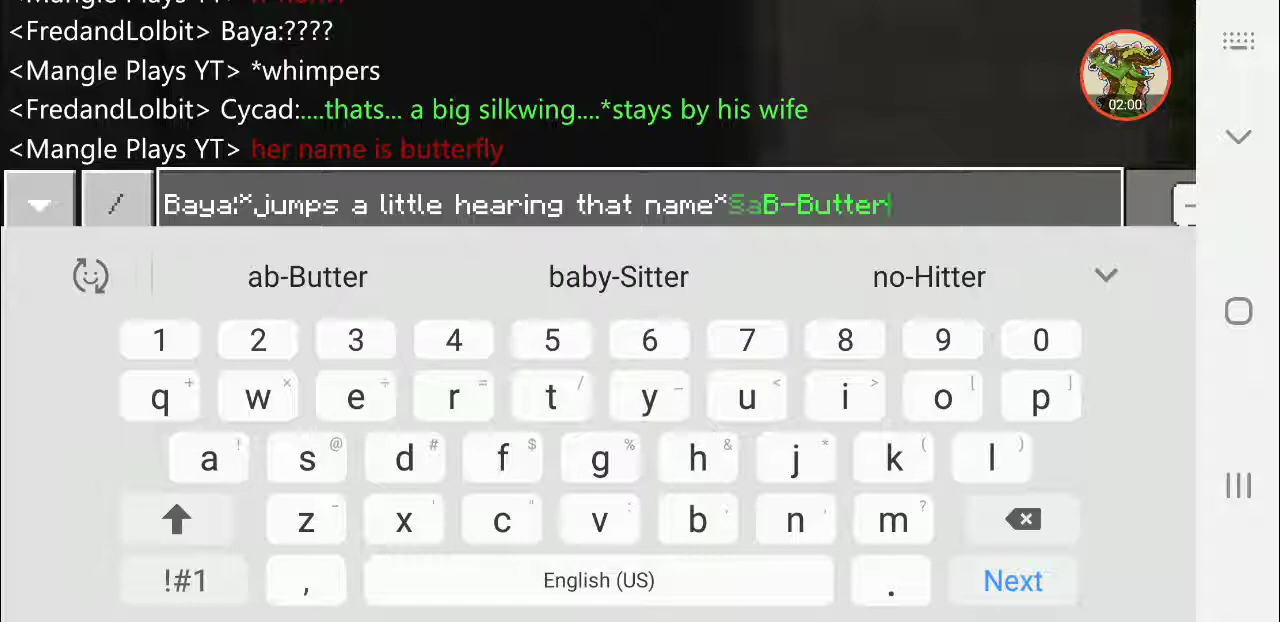 <FredandLolbit> Baya:????
<Mangle Plays YT> *whimpers
<FredandLolbit> Cycad:....thats... a big silkwing....*stays by his wife
<Mangle Plays YT> her name is butterfly
02:00
/ Baya:*jumps a little hearing that name*§aB-Butter
ab-Butter baby-Sitter no-Hitter
1 2 3 4 5 6 7 8 9 0
q + w × e ÷ r = t / y _ u < i > o [ p ]
a ! s @ d # f $ g % h & j * k ( l )
z - x ' c " v : b ; n , m ?
!#1 , English (US) . Next